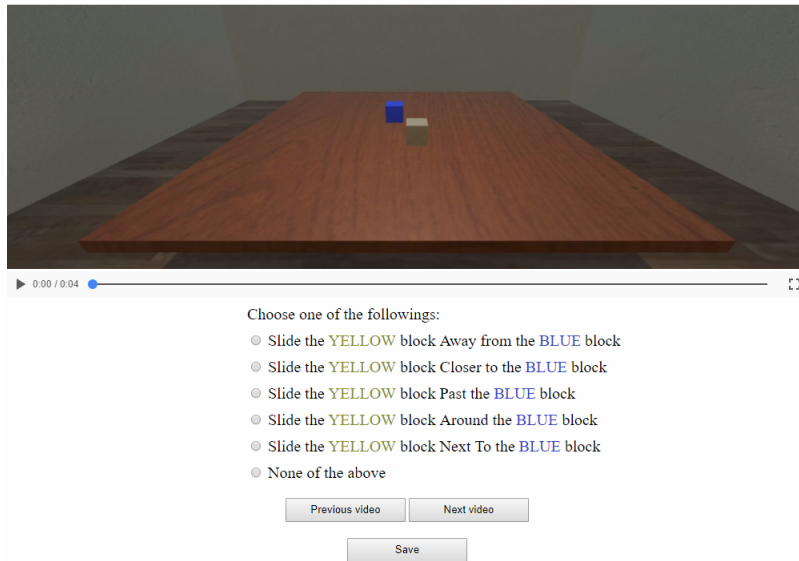 0:00 / 0:04
Choose one of the followings:
Slide the YELLOW block Away from the BLUE block
Slide the YELLOW block Closer to the BLUE block
Slide the YELLOW block Past the BLUE block
Slide the YELLOW block Around the BLUE block
Slide the YELLOW block Next To the BLUE block
None of the above
Previous video Next video
Save